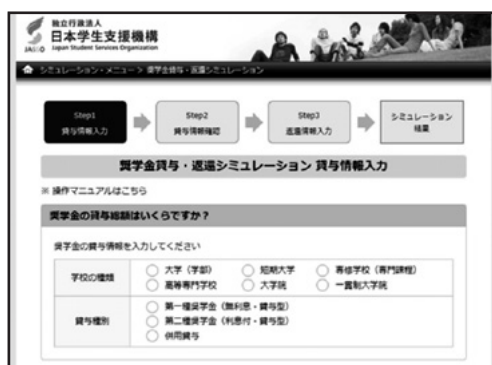 独立行政法人
日本学生支援機構
JASSO Japan Student Services Organization
シミュレーション・メニュー > 奨学金貸与・返還シミュレーション
Step1
貸与情報入力
Step2
貸与情報確認
Step3
返還情報入力
シミュレーション
結果
奨学金貸与・返還シミュレーション 貸与情報入力
※ 操作マニュアルはこちら
奨学金の貸与総額はいくらですか？
奨学金の貸与情報を入力してください
学校の種類
大学（学部） 短期大学 専修学校（専門課程）
高等専門学校 大学院 一貫制大学院
貸与種別
第一種奨学金（無利息・貸与型）
第二種奨学金（利息付・貸与型）
併用貸与